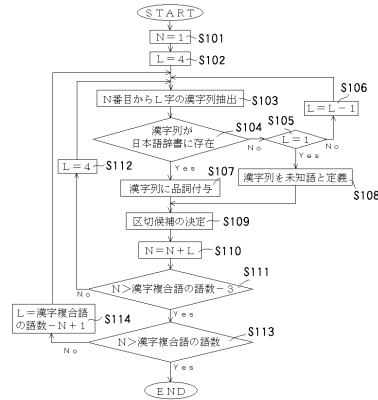 START
N=1
S101
L=4
S102
N番目からL字の漢字列抽出
S103
L=L-1
S106
漢字列が
日本語辞書に存在
S104
No
L=1
S105
No
Yes
Yes
L=4
S112
漢字列に品詞付与
S107
漢字列を未知語と定義
S108
区切候補の決定
S109
N=N+L
S110
N>漢字複合語の語数-3
S111
No
Yes
L=漢字複合語
の語数-N+1
S114
N>漢字複合語の語数
S113
No
Yes
END